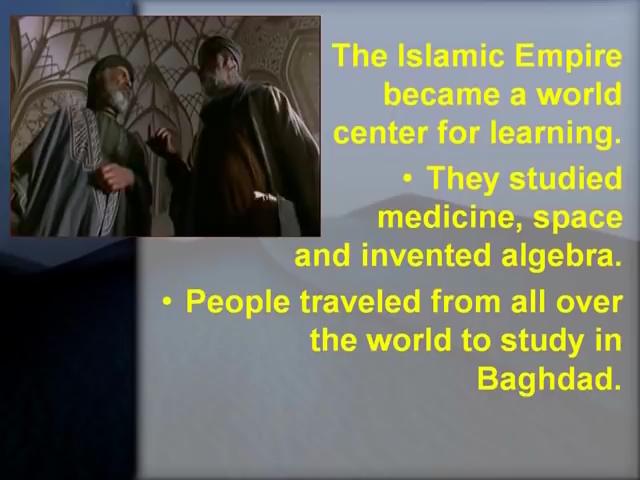 The Islamic Empire
became a world
center for learning.
• They studied
medicine, space
and invented algebra.
• People traveled from all over
the world to study in
Baghdad.